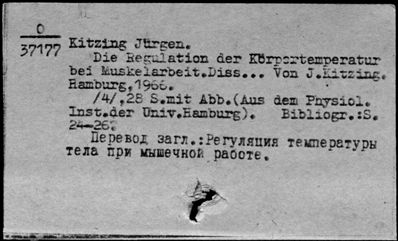 O
37177
Kitzing Jürgen.
Die Regulation der Körpertemperatur
bei Muskelarbeit.Diss... Von J.Kitzing.
Hamburg,1966.
/4/,28 S.mit Abb.(Aus dem Physiol.
Inst.der Univ.Hamburg). Bibliogr.:S.
24-26.
Перевод загл.:Регуляция температуры
тела при мышечной работе.